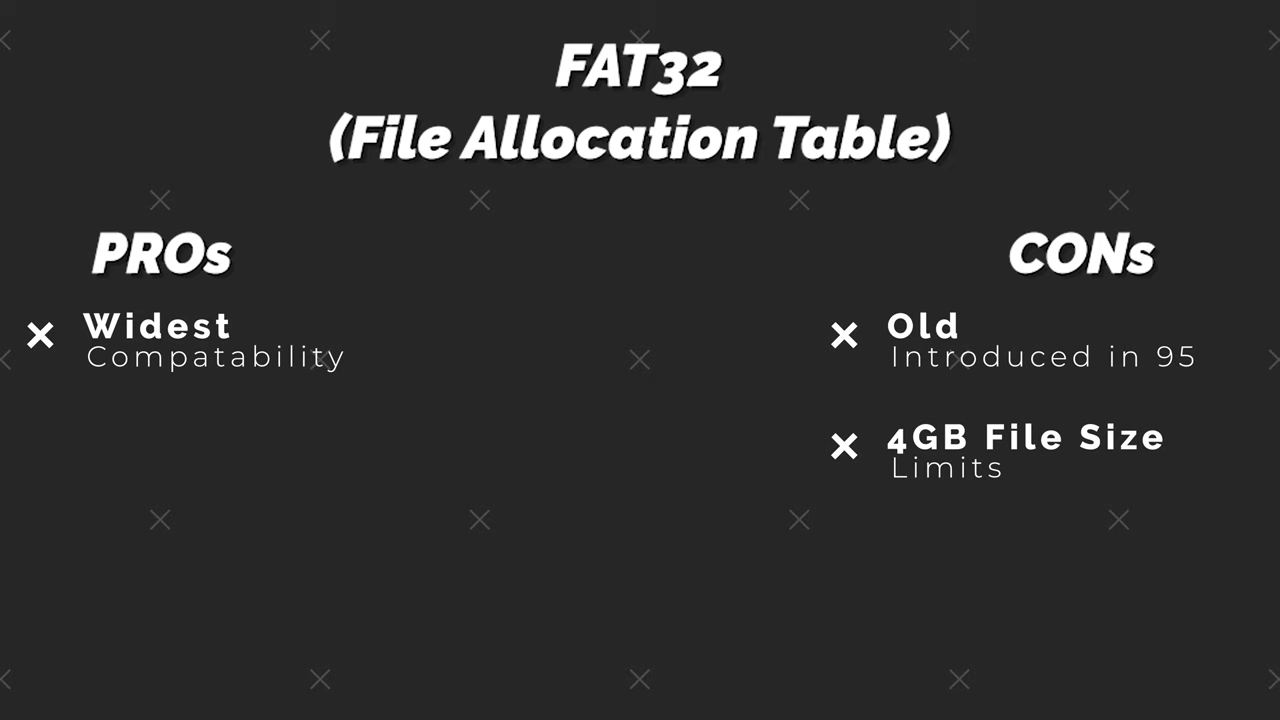 FAT32
(File Allocation Table)
PROs
Widest
Compatability
CONs
Old
Introduced in 95
4GB File Size
Limits